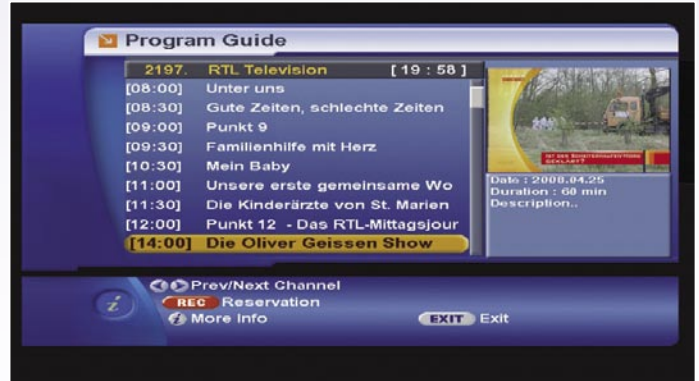 Program Guide
2197. RTL Television [ 19 : 58 ]
[08:00] Unter uns
[08:30] Gute Zeiten, schlechte Zeiten
[09:00] Punkt 9
[09:30] Familienhilfe mit Herz
[10:30] Mein Baby
[11:00] Unsere erste gemeinsame Wo
[11:30] Die Kinderärzte von St. Marien
[12:00] Punkt 12 - Das RTL-Mittagsjour
[14:00] Die Oliver Geissen Show
GEKLÄRT?
Date : 2008.04.25
Duration : 60 min
Description..
Prev/Next Channel
REC Reservation
i More Info
EXIT Exit
i